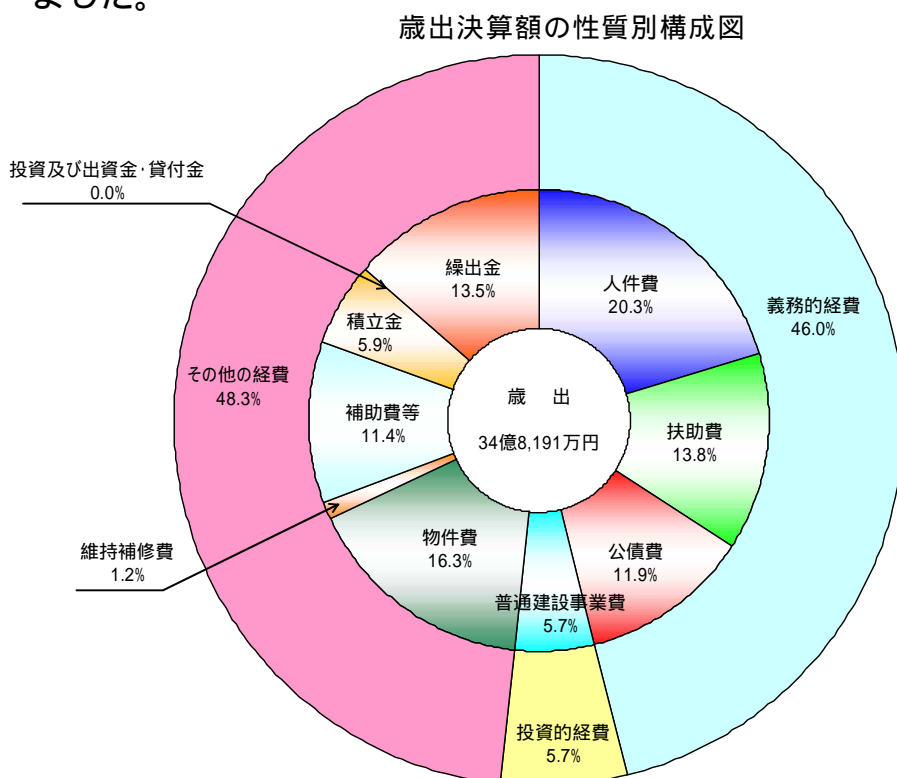 ました。
歳出決算額の性質別構成図
投資及び出資金・貸付金
0.0%
繰出金
13.5%
人件費
20.3%
義務的経費
46.0%
積立金
5.9%
その他の経費
48.3%
補助費等
11.4%
歳 出
34億8,191万円
扶助費
13.8%
維持補修費
1.2%
物件費
16.3%
公債費
11.9%
普通建設事業費
5.7%
投資的経費
5.7%